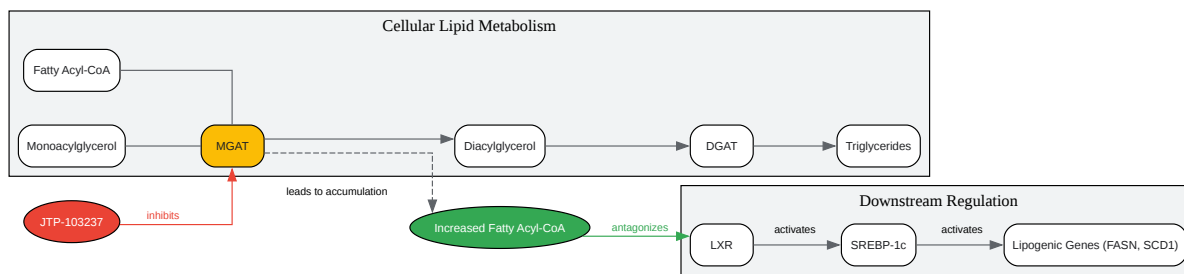 Cellular Lipid Metabolism
Fatty Acyl-CoA
Monoacylglycerol
MGAT
Diacylglycerol
DGAT
Triglycerides
leads to accumulation
JTP-103237
inhibits
Increased Fatty Acyl-CoA
antagonizes
Downstream Regulation
LXR
activates
SREBP-1c
activates
Lipogenic Genes (FASN, SCD1)